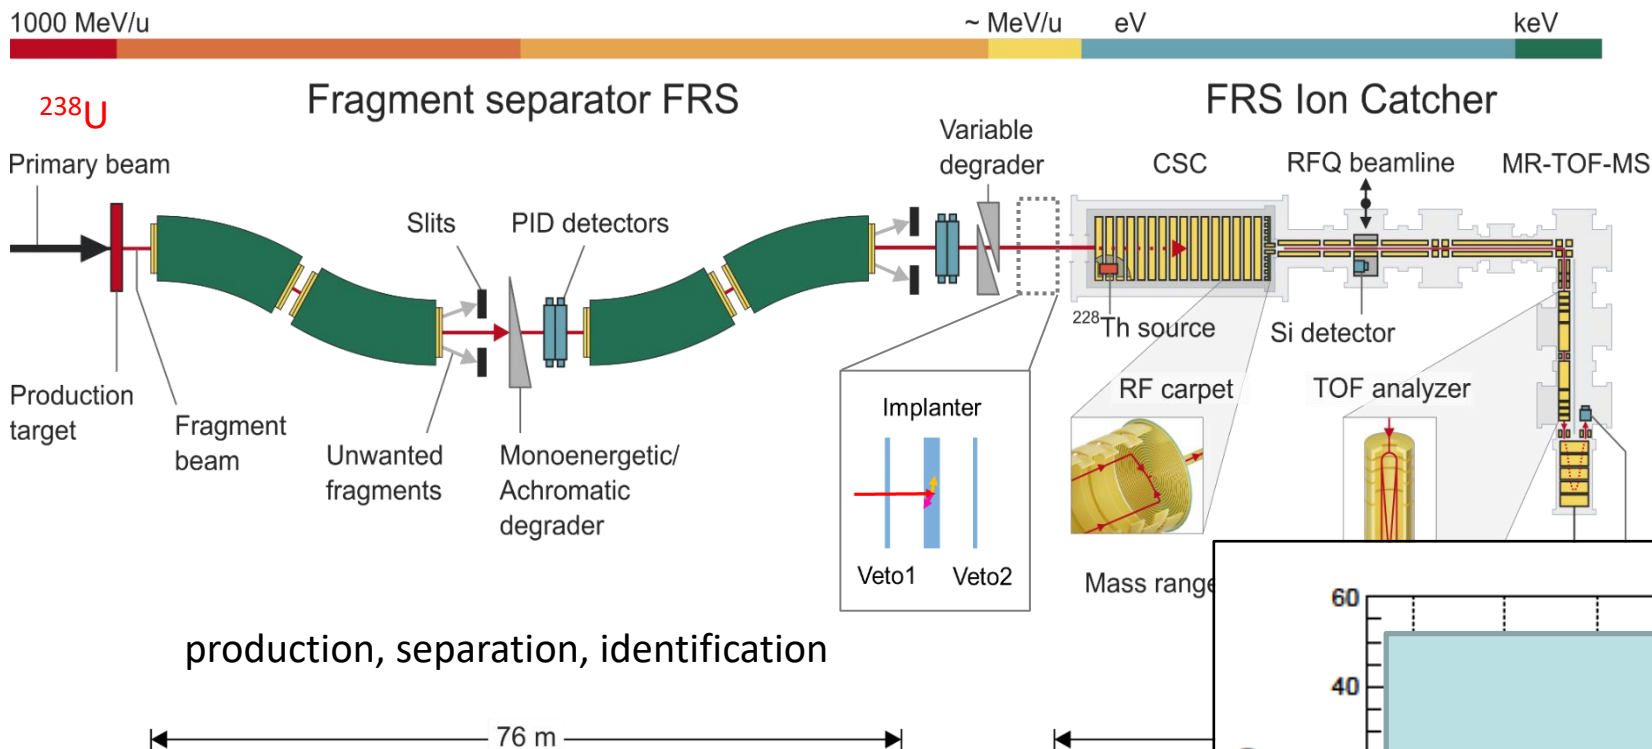 1000 MeV/u
~ MeV/u
eV
keV
238U
Fragment separator FRS
FRS Ion Catcher
Primary beam
Slits
PID detectors
Variable
degrader
CSC
RFQ beamline
MR-TOF-MS
228Th source
Si detector
Production
target
Fragment
beam
Unwanted
fragments
Monoenergetic/
Achromatic
degrader
Implanter
Veto1
Veto2
RF carpet
TOF analyzer
Mass range
60
40
production, separation, identification
76 m